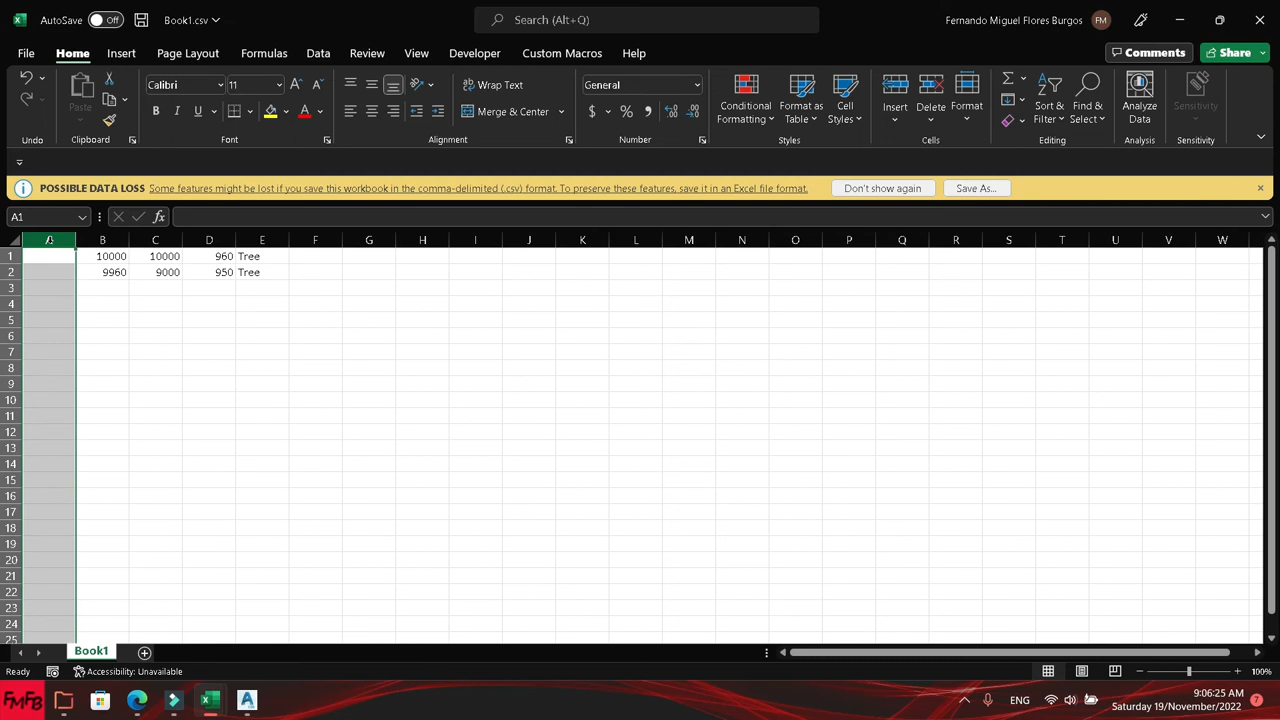 AutoSave Off Book1.csv Search (Alt+Q) Fernando Miguel Flores Burgos FM
File Home Insert Page Layout Formulas Data Review View Developer Custom Macros Help Comments Share
Calibri 11 Wrap Text General
Paste Merge & Center $ % , Conditional Formatting Format as Table Cell Styles Insert Delete Format Sort & Filter Find & Select Analyze Data Sensitivity
Undo Clipboard Font Alignment Number Styles Cells Editing Analysis Sensitivity
POSSIBLE DATA LOSS Some features might be lost if you save this workbook in the comma-delimited (.csv) format. To preserve these features, save it in an Excel file format. Don't show again Save As...
A1 fx
A B C D E F G H I J K L M N O P Q R S T U V W
1 10000 10000 960 Tree
2 9960 9000 950 Tree
3
4
5
6
7
8
9
10
11
12
13
14
15
16
17
18
19
20
21
22
23
24
25
Book1
Ready Accessibility: Unavailable 100%
FMFB ENG 9:06:25 AM 7
Saturday 19/November/2022